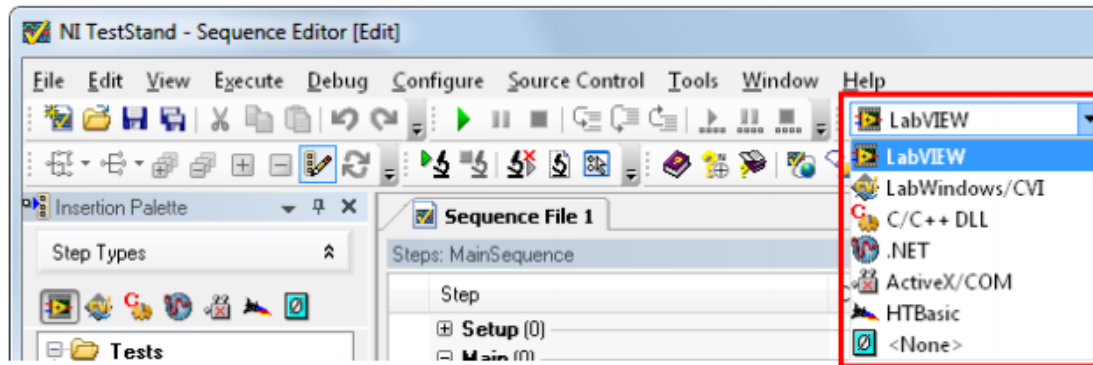 NI TestStand - Sequence Editor [Edit]
File Edit View Execute Debug Configure Source Control Tools Window Help
LabVIEW
LabVIEW
LabWindows/CVI
C/C++ DLL
.NET
ActiveX/COM
HTBasic
<None>
Insertion Palette
Sequence File 1
Step Types
Steps: MainSequence
Step
Setup (0)
Tests
Main (0)